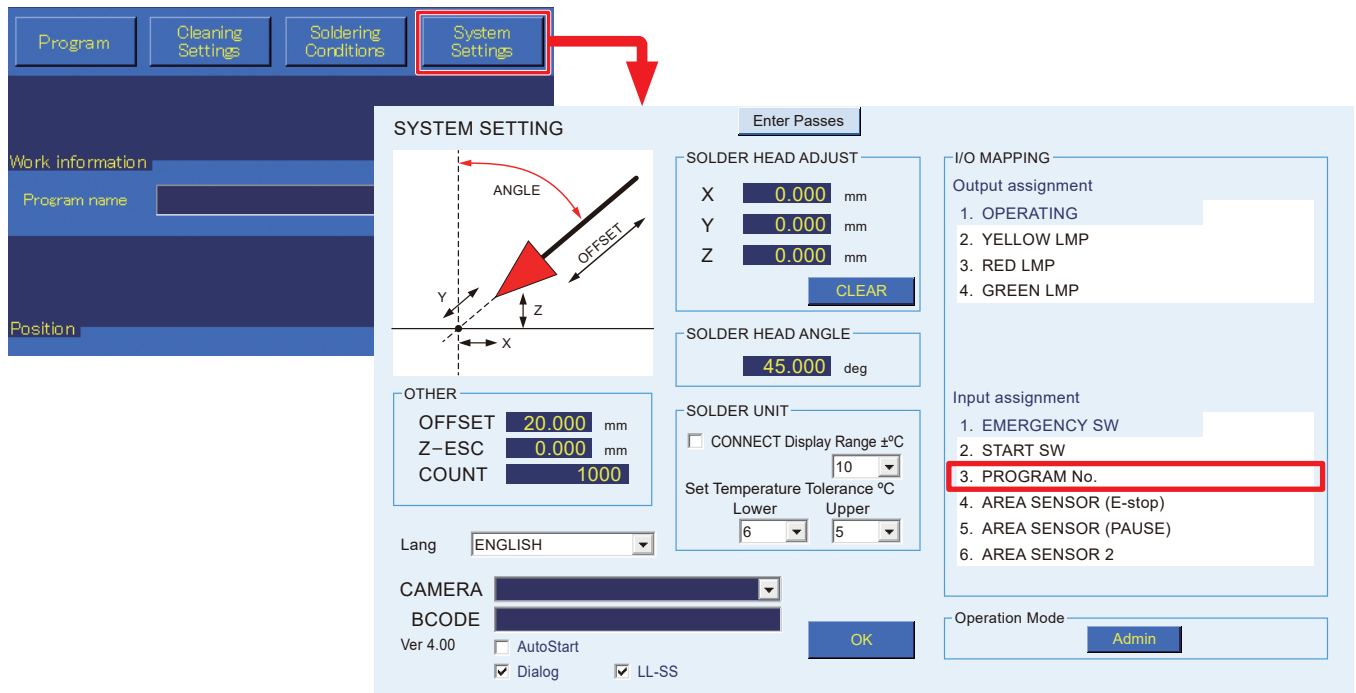 Program
Cleaning
Settings
Soldering
Conditions
System
Settings
Work information
Program name
Position
SYSTEM SETTING
Enter Passes
ANGLE
OFFSET
Y
Z
X
OTHER
OFFSET 20.000 mm
Z-ESC 0.000 mm
COUNT 1000
Lang ENGLISH
CAMERA
BCODE
Ver 4.00
AutoStart
Dialog LL-SS
SOLDER HEAD ADJUST
X 0.000 mm
Y 0.000 mm
Z 0.000 mm
CLEAR
SOLDER HEAD ANGLE
45.000 deg
SOLDER UNIT
CONNECT Display Range ±ºC
10
Set Temperature Tolerance ºC
Lower Upper
6 5
OK
I/O MAPPING
Output assignment
1. OPERATING
2. YELLOW LMP
3. RED LMP
4. GREEN LMP
Input assignment
1. EMERGENCY SW
2. START SW
3. PROGRAM No.
4. AREA SENSOR (E-stop)
5. AREA SENSOR (PAUSE)
6. AREA SENSOR 2
Operation Mode
Admin